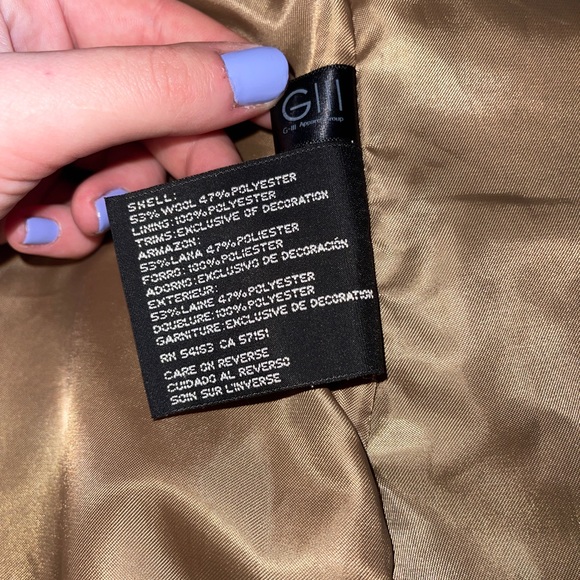 GIII
G-III Apparel Group
SHELL:
53% WOOL 47% POLYESTER
LINING: 100% POLYESTER
TRIMS: EXCLUSIVE OF DECORATION
ARMAZON:
53% LANA 47% POLIESTER
FORRO: 100% POLIESTER
ADORNO: EXCLUSIVO DE DECORACIÓN
EXTERIEUR:
53% LAINE 47% POLYESTER
DOUBLURE: 100% POLYESTER
GARNITURE: EXCLUSIVE DE DECORATION
RN 54163 CA 57151
CARE ON REVERSE
CUIDADO AL REVERSO
SOIN SUR L'INVERSE